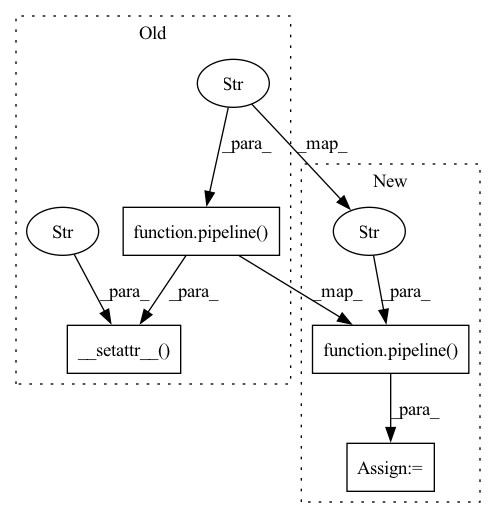 Old
Str
_para_
_map_
New
Str
function.pipeline()
Str
_para_
_para_
_map_
_para_
__setattr__()
function.pipeline()
_para_
Assign:=